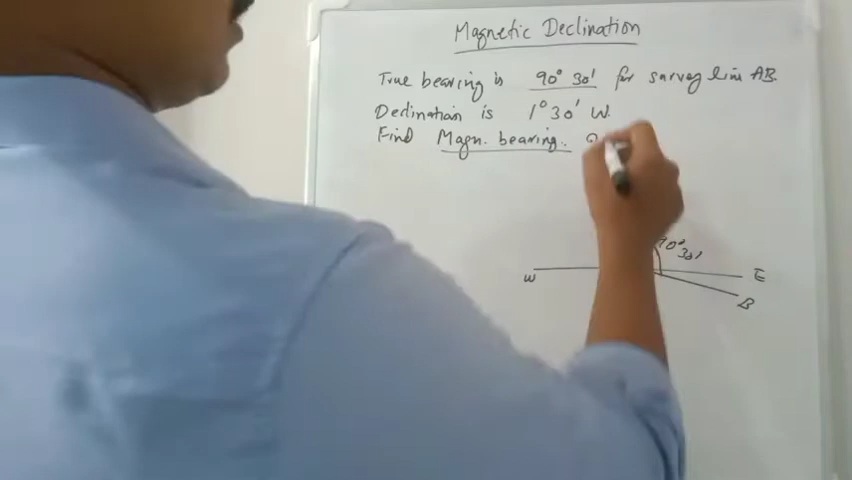 Magnetic Declination
True bearing is 90° 30' for survey line AB.
Declination is 1° 30' W.
Find Magn. bearing.
90° 30'
W
E
B